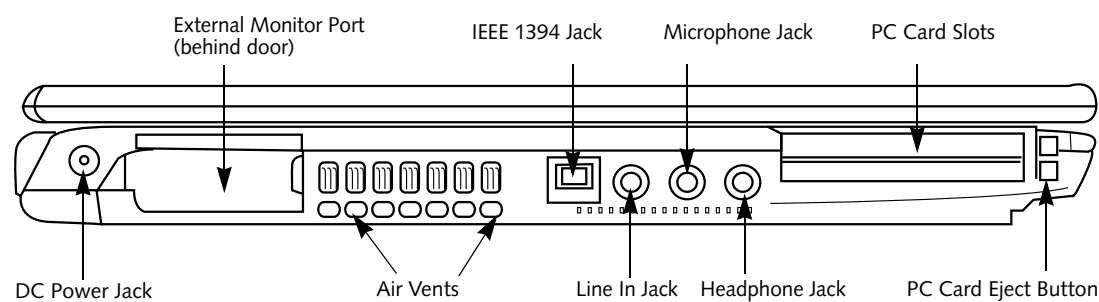 External Monitor Port
(behind door)
IEEE 1394 Jack
Microphone Jack
PC Card Slots
DC Power Jack
Air Vents
Line In Jack
Headphone Jack
PC Card Eject Button